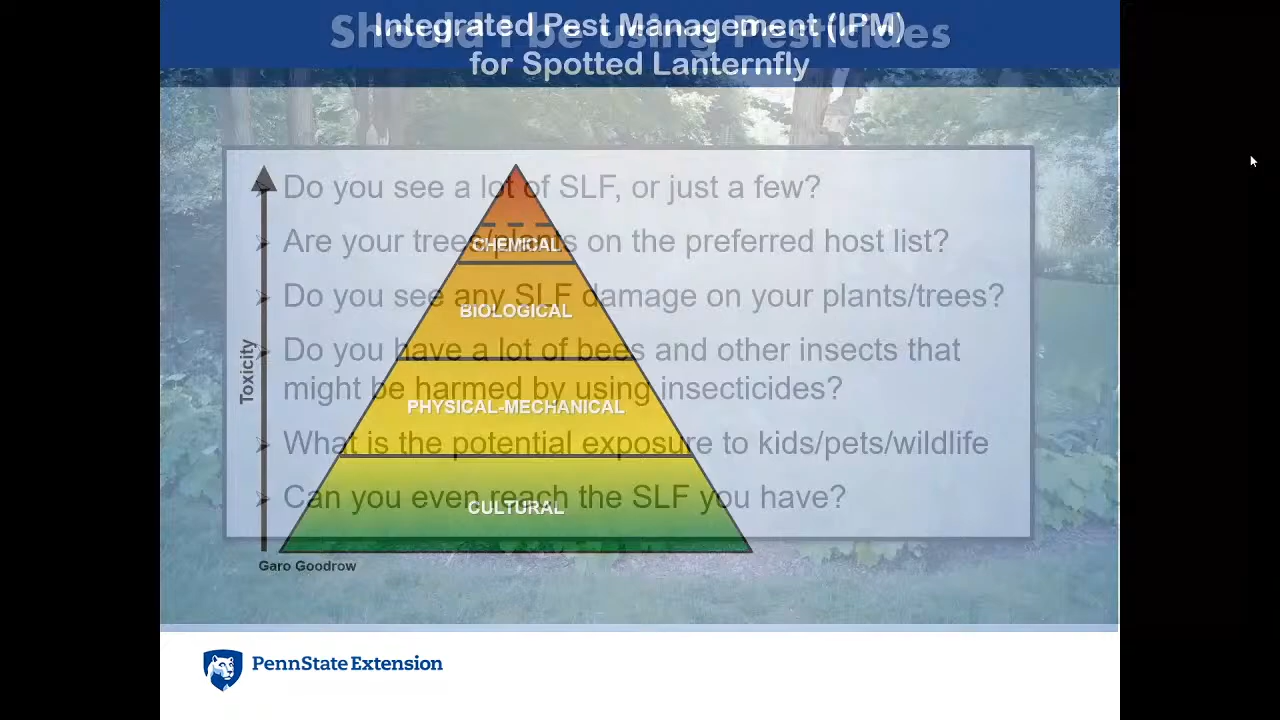 Should I be Using Pesticides
Integrated Pest Management (IPM)
for Spotted Lanternfly
Do you see a lot of SLF, or just a few?
Are your trees/plants on the preferred host list?
Do you see any SLF damage on your plants/trees?
Do you have a lot of bees and other insects that
might be harmed by using insecticides?
What is the potential exposure to kids/pets/wildlife
Can you even reach the SLF you have?
Toxicity
CHEMICAL
BIOLOGICAL
PHYSICAL-MECHANICAL
CULTURAL
Garo Goodrow
PennState Extension